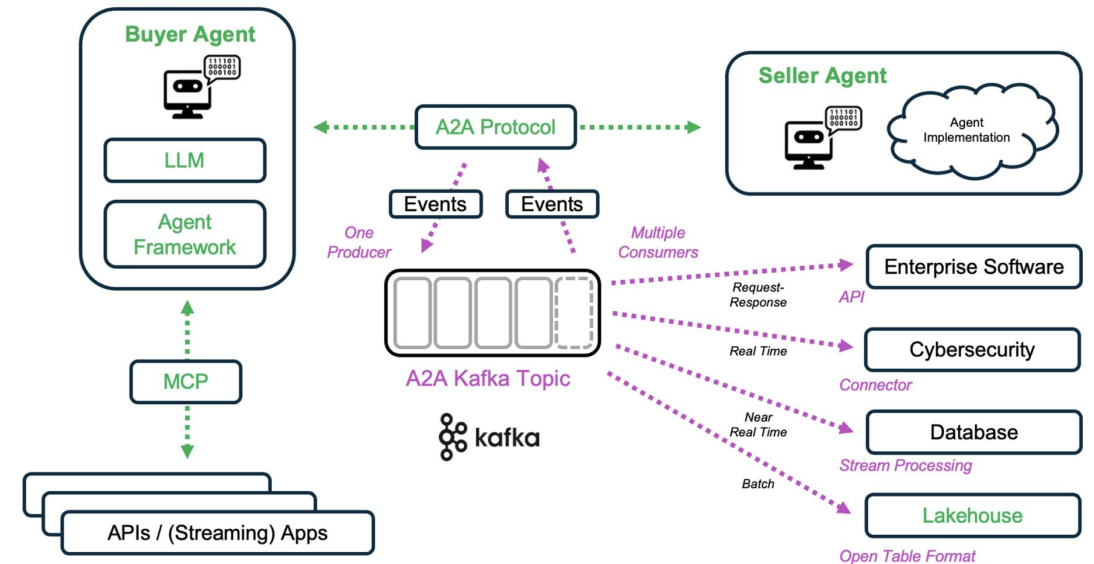 Buyer Agent
111101
000001
000100
LLM
Agent
Framework
MCP
APIs / (Streaming) Apps
A2A Protocol
Events
Events
One
Producer
Multiple
Consumers
A2A Kafka Topic
kafka
Seller Agent
111101
000001
000100
Agent
Implementation
Request-
Response
Enterprise Software
API
Real Time
Cybersecurity
Connector
Near
Real Time
Database
Stream Processing
Batch
Lakehouse
Open Table Format